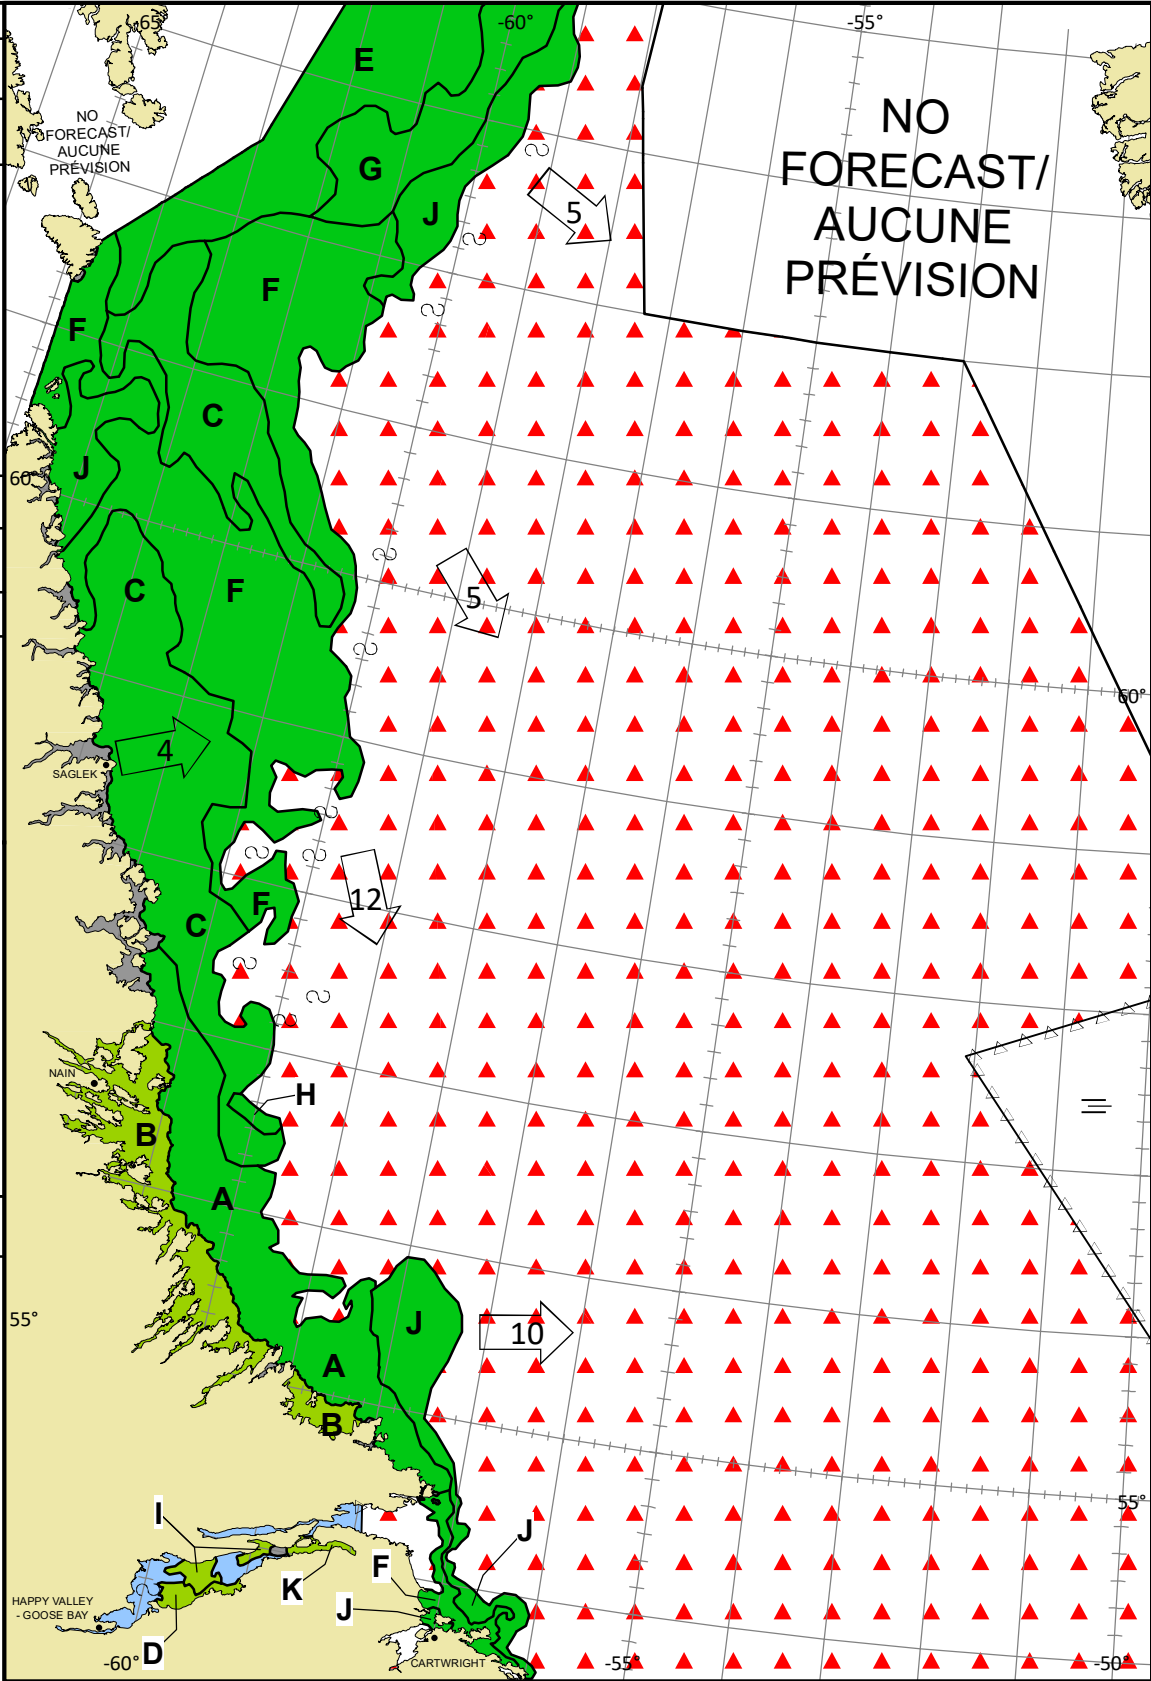 -65°
-60°
-55°
E
NO
FORECAST/
AUCUNE
PRÉVISION
NO
FORECAST/
AUCUNE
PRÉVISION
G
J
5
F
F
C
J
60°
C
F
5
60°
4
SAGLEK
F
12
C
NAIN
H
B
A
55°
J
10
A
B
55°
I
J
F
K
HAPPY VALLEY
- GOOSE BAY
J
D
-60°
CARTWRIGHT
-55°
-50°